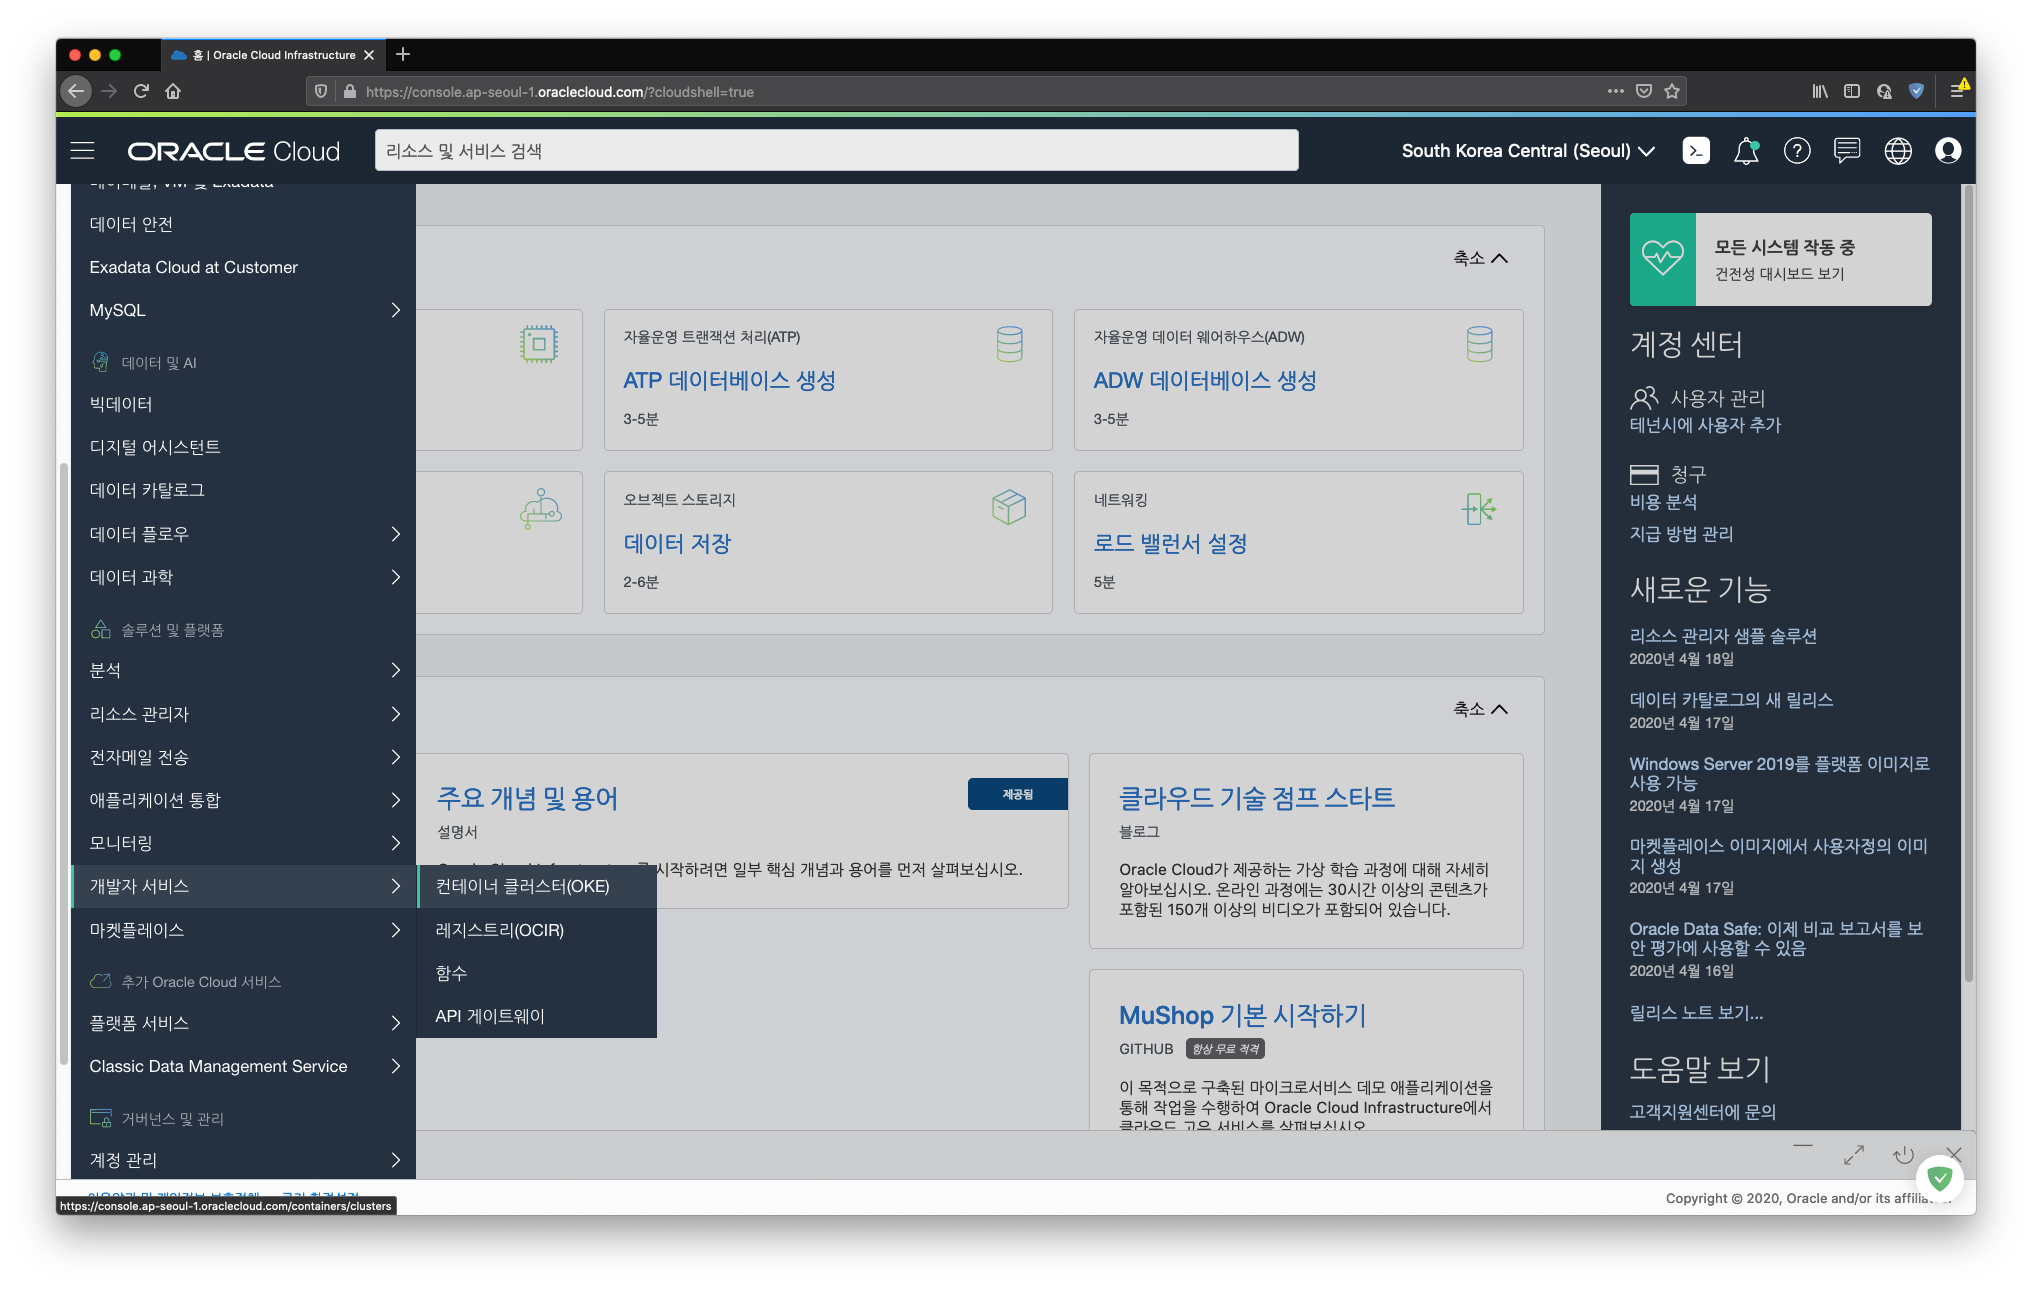 홈 | Oracle Cloud Infrastructure
https://console.ap-seoul-1.oraclecloud.com/?cloudshell=true
ORACLE Cloud
리소스 및 서비스 검색
South Korea Central (Seoul)
데이터 안전
Exadata Cloud at Customer
MySQL
데이터 및 AI
빅데이터
디지털 어시스턴트
데이터 카탈로그
데이터 플로우
데이터 과학
솔루션 및 플랫폼
분석
리소스 관리자
전자메일 전송
애플리케이션 통합
모니터링
개발자 서비스
마켓플레이스
추가 Oracle Cloud 서비스
플랫폼 서비스
Classic Data Management Service
거버넌스 및 관리
계정 관리
컨테이너 클러스터(OKE)
레지스트리(OCIR)
함수
API 게이트웨이
축소
자율운영 트랜잭션 처리(ATP)
ATP 데이터베이스 생성
3-5분
자율운영 데이터 웨어하우스(ADW)
ADW 데이터베이스 생성
3-5분
오브젝트 스토리지
데이터 저장
2-6분
네트워킹
로드 밸런서 설정
5분
축소
주요 개념 및 용어
제공됨
설명서
시작하려면 일부 핵심 개념과 용어를 먼저 살펴보십시오.
클라우드 기술 점프 스타트
블로그
Oracle Cloud가 제공하는 가상 학습 과정에 대해 자세히
알아보십시오. 온라인 과정에는 30시간 이상의 콘텐츠가
포함된 150개 이상의 비디오가 포함되어 있습니다.
MuShop 기본 시작하기
GITHUB 항상 무료 적격
이 목적으로 구축된 마이크로서비스 데모 애플리케이션을
통해 작업을 수행하여 Oracle Cloud Infrastructure에서
클라우드 고유 서비스를 살펴보십시오.
모든 시스템 작동 중
건전성 대시보드 보기
계정 센터
사용자 관리
테넌시에 사용자 추가
청구
비용 분석
지급 방법 관리
새로운 기능
리소스 관리자 샘플 솔루션
2020년 4월 18일
데이터 카탈로그의 새 릴리스
2020년 4월 17일
Windows Server 2019를 플랫폼 이미지로
사용 가능
2020년 4월 17일
마켓플레이스 이미지에서 사용자정의 이미
지 생성
2020년 4월 17일
Oracle Data Safe: 이제 비교 보고서를 보
안 평가에 사용할 수 있음
2020년 4월 16일
릴리스 노트 보기...
도움말 보기
고객지원센터에 문의
https://console.ap-seoul-1.oraclecloud.com/containers/clusters
Copyright © 2020, Oracle and/or its